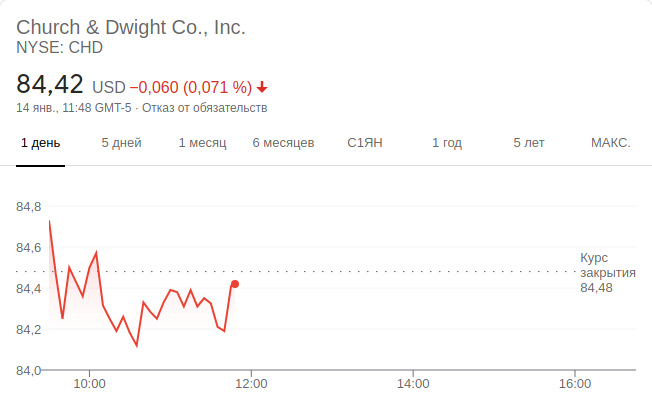 Church & Dwight Co., Inc.
NYSE: CHD
84,42 USD −0,060 (0,071 %)
14 янв., 11:48 GMT-5 · Отказ от обязательств
1 день 5 дней 1 месяц 6 месяцев С1ЯН 1 год 5 лет МАКС.
84,8
84,6
Курс
закрытия
84,48
84,4
84,2
84,0
10:00 12:00 14:00 16:00